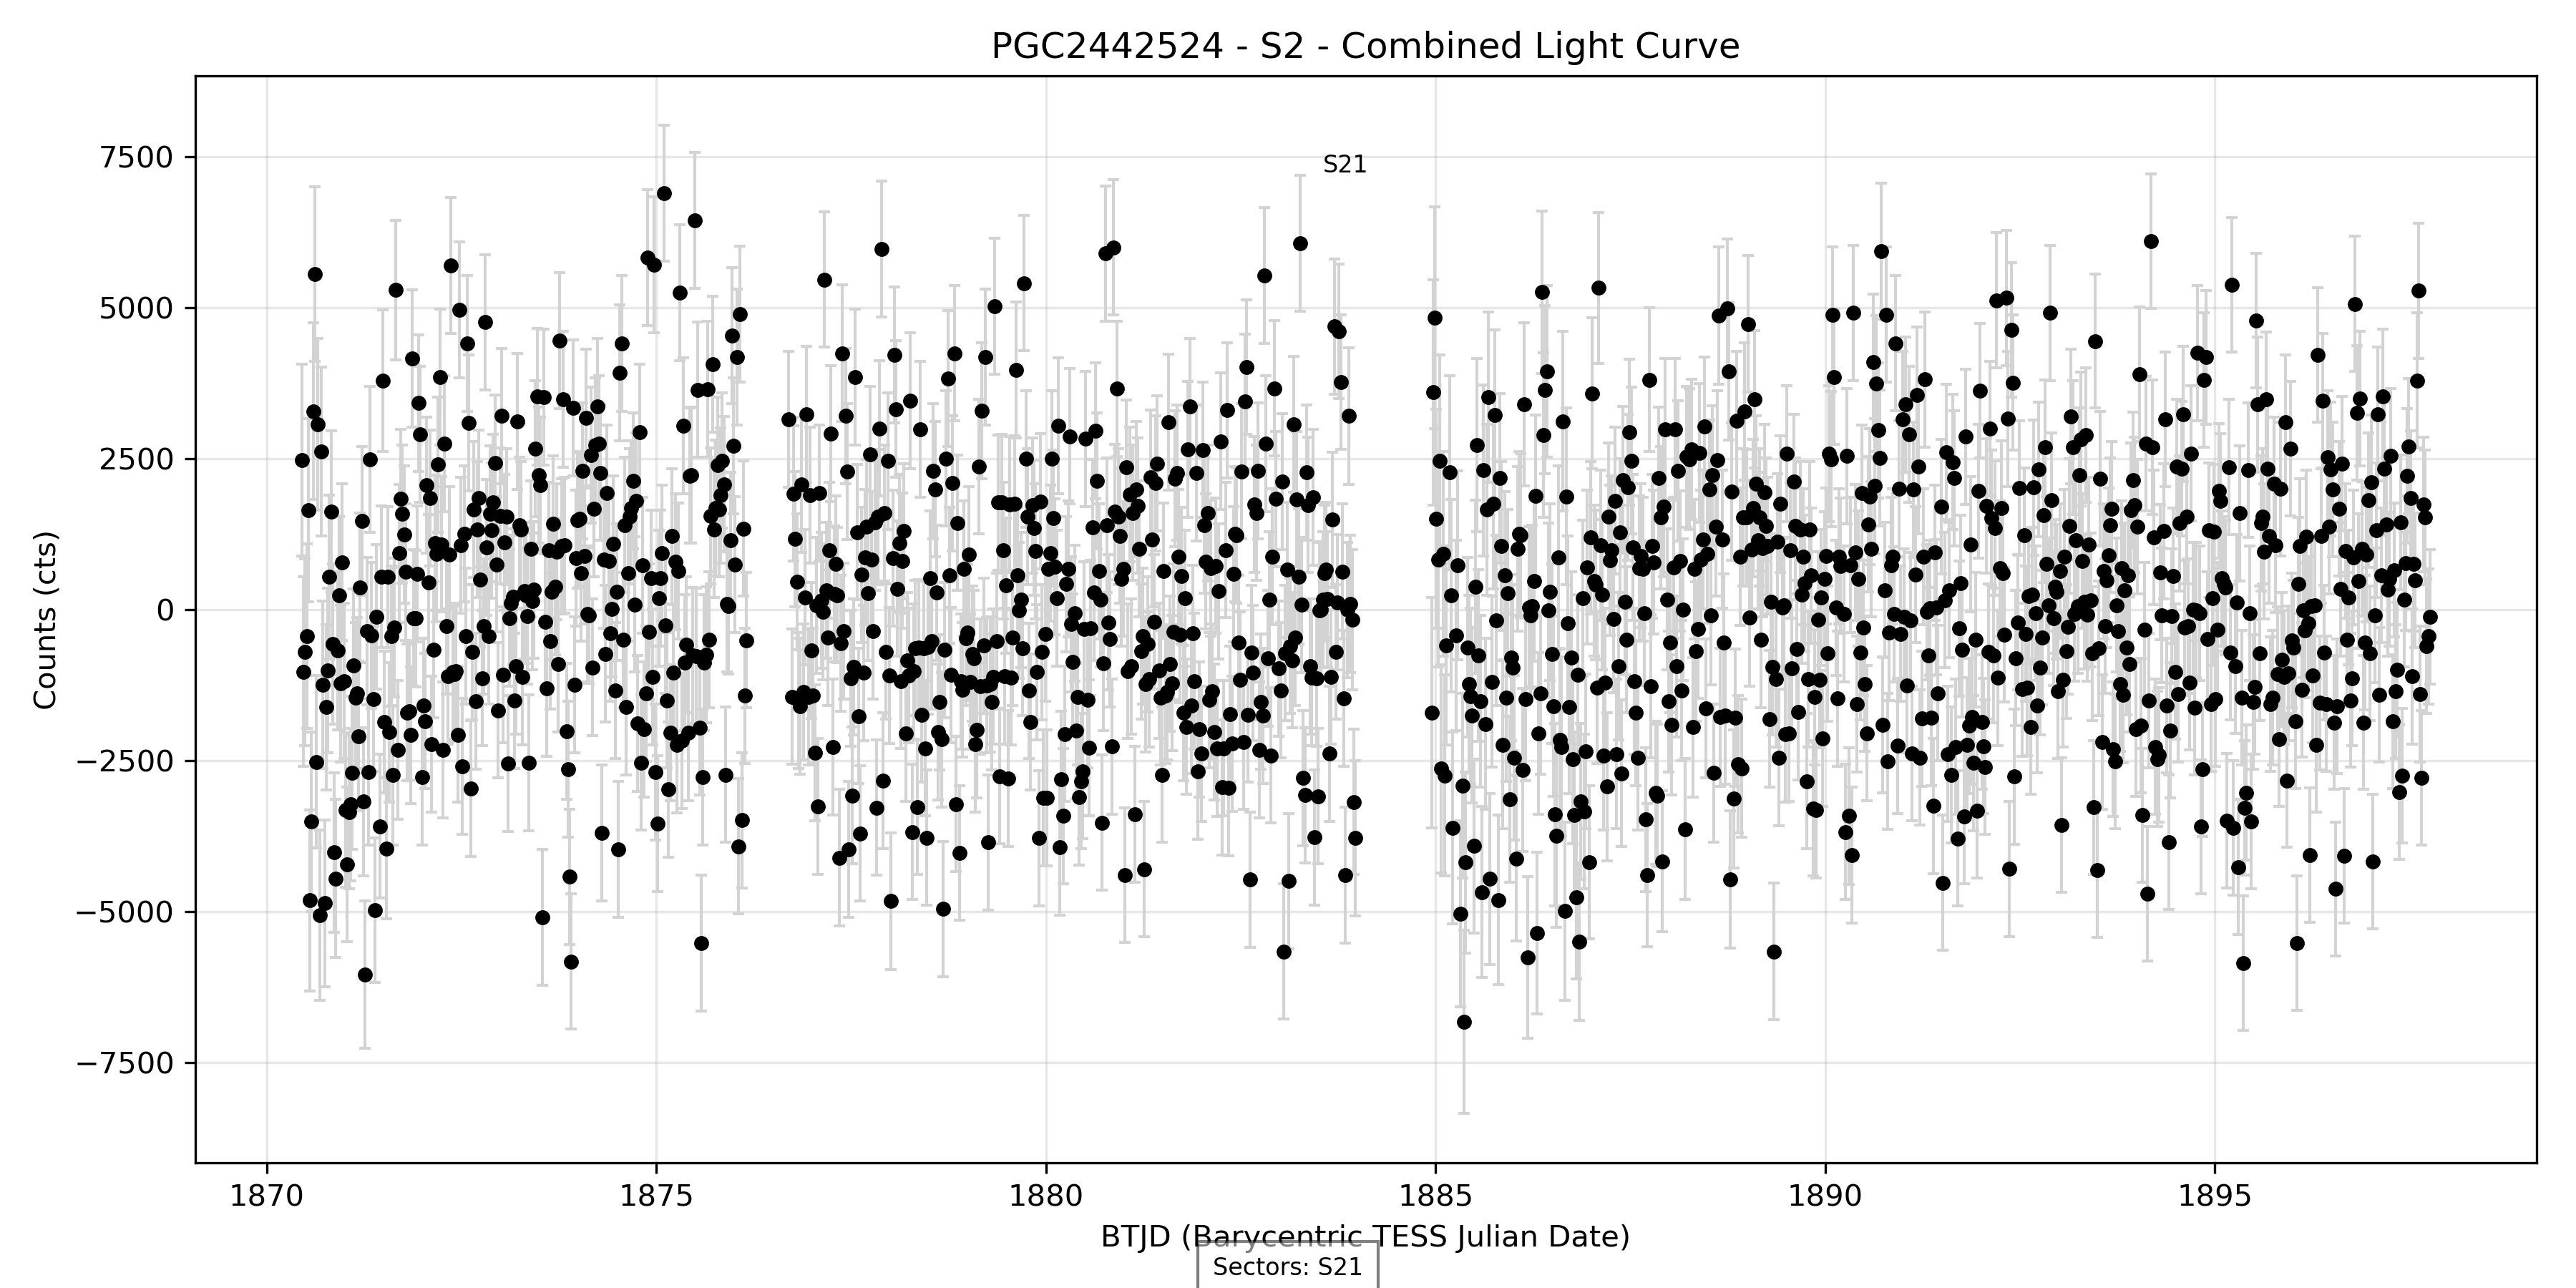 PGC2442524 - S2 - Combined Light Curve
S21
7500
5000
2500
0
−2500
−5000
−7500
Counts (cts)
1870 1875 1880 1885 1890 1895
BTJD (Barycentric TESS Julian Date)
Sectors: S21